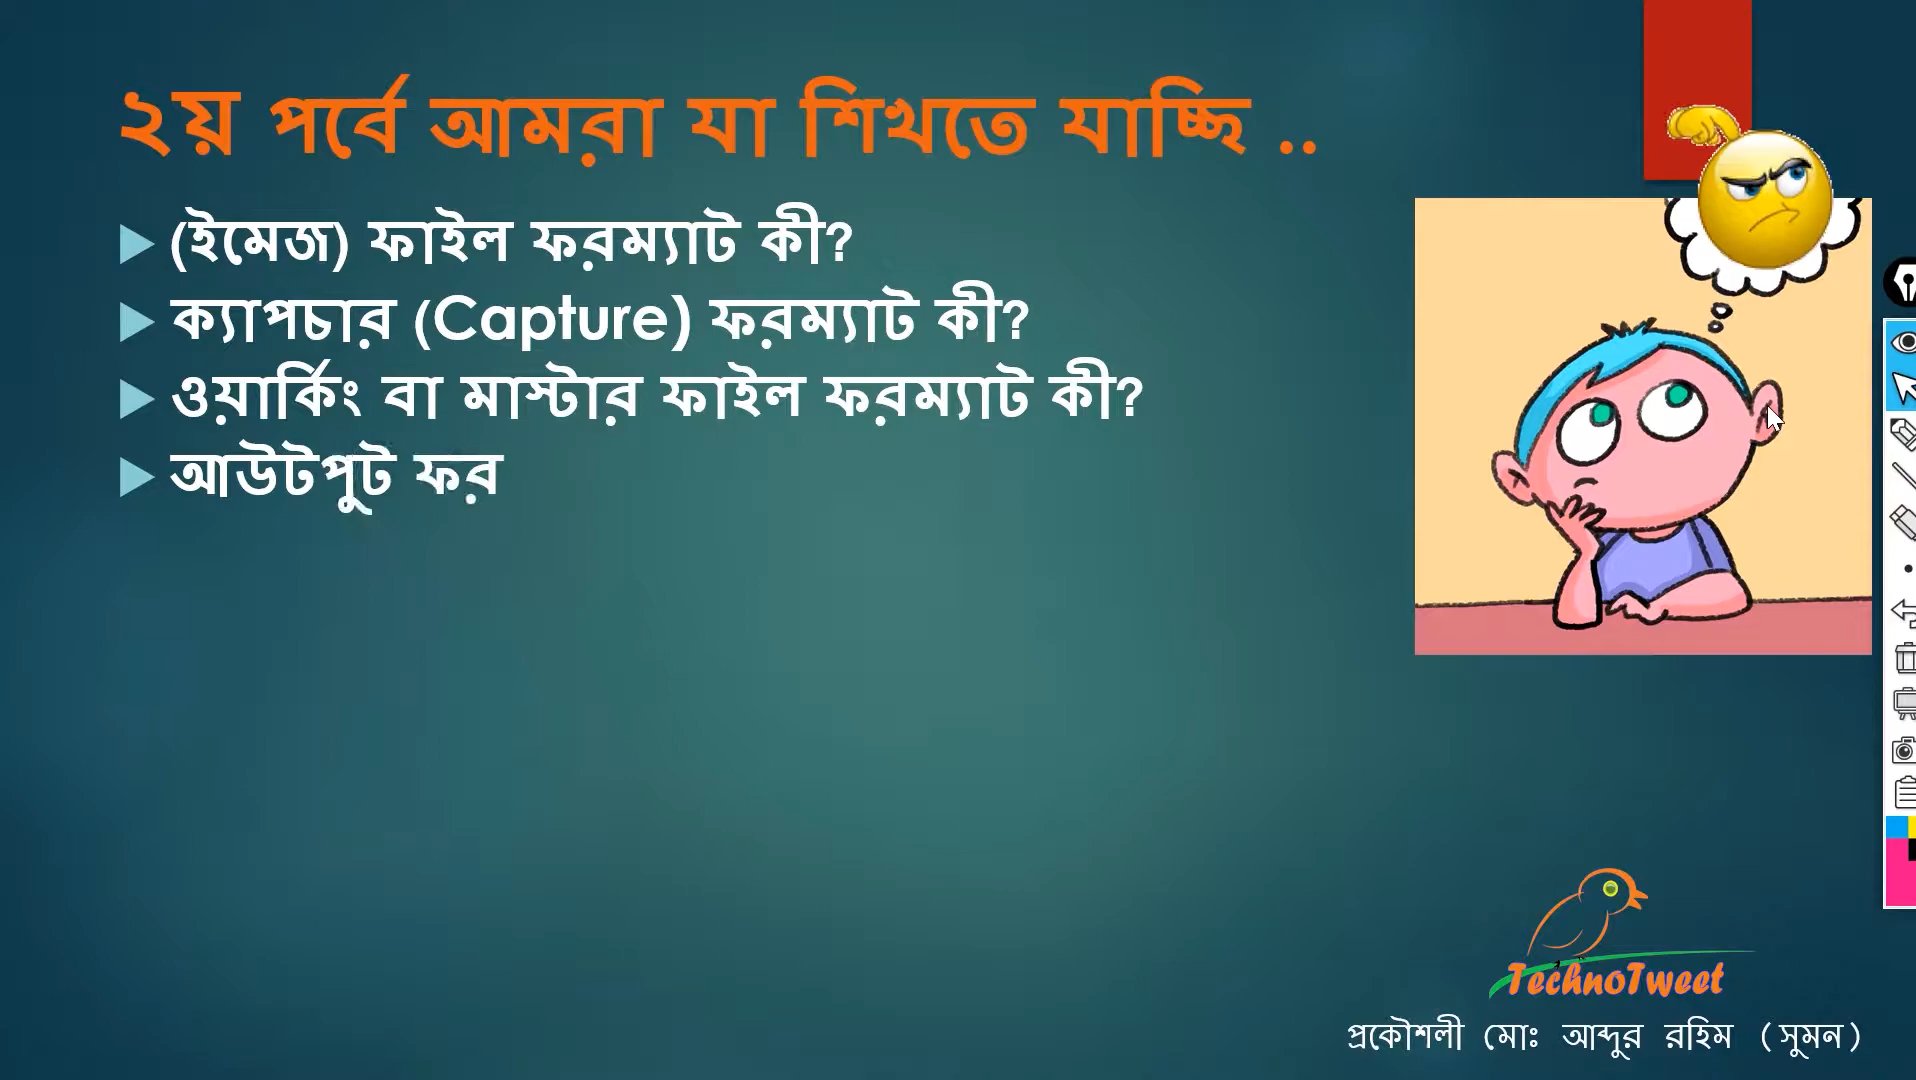 ২য় পর্বে আমরা যা শিখতে যাচ্ছি ..
(ইমেজ) ফাইল ফরম্যাট কী?
ক্যাপচার (Capture) ফরম্যাট কী?
ওয়ার্কিং বা মাস্টার ফাইল ফরম্যাট কী?
আউটপুট ফর
TechnoTweet
প্রকৌশলী মোঃ আব্দুর রহিম (সুমন)